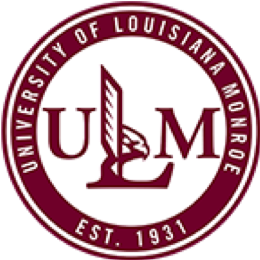 UNIVERSITY OF LOUISIANA MONROE
ULM
EST. 1931